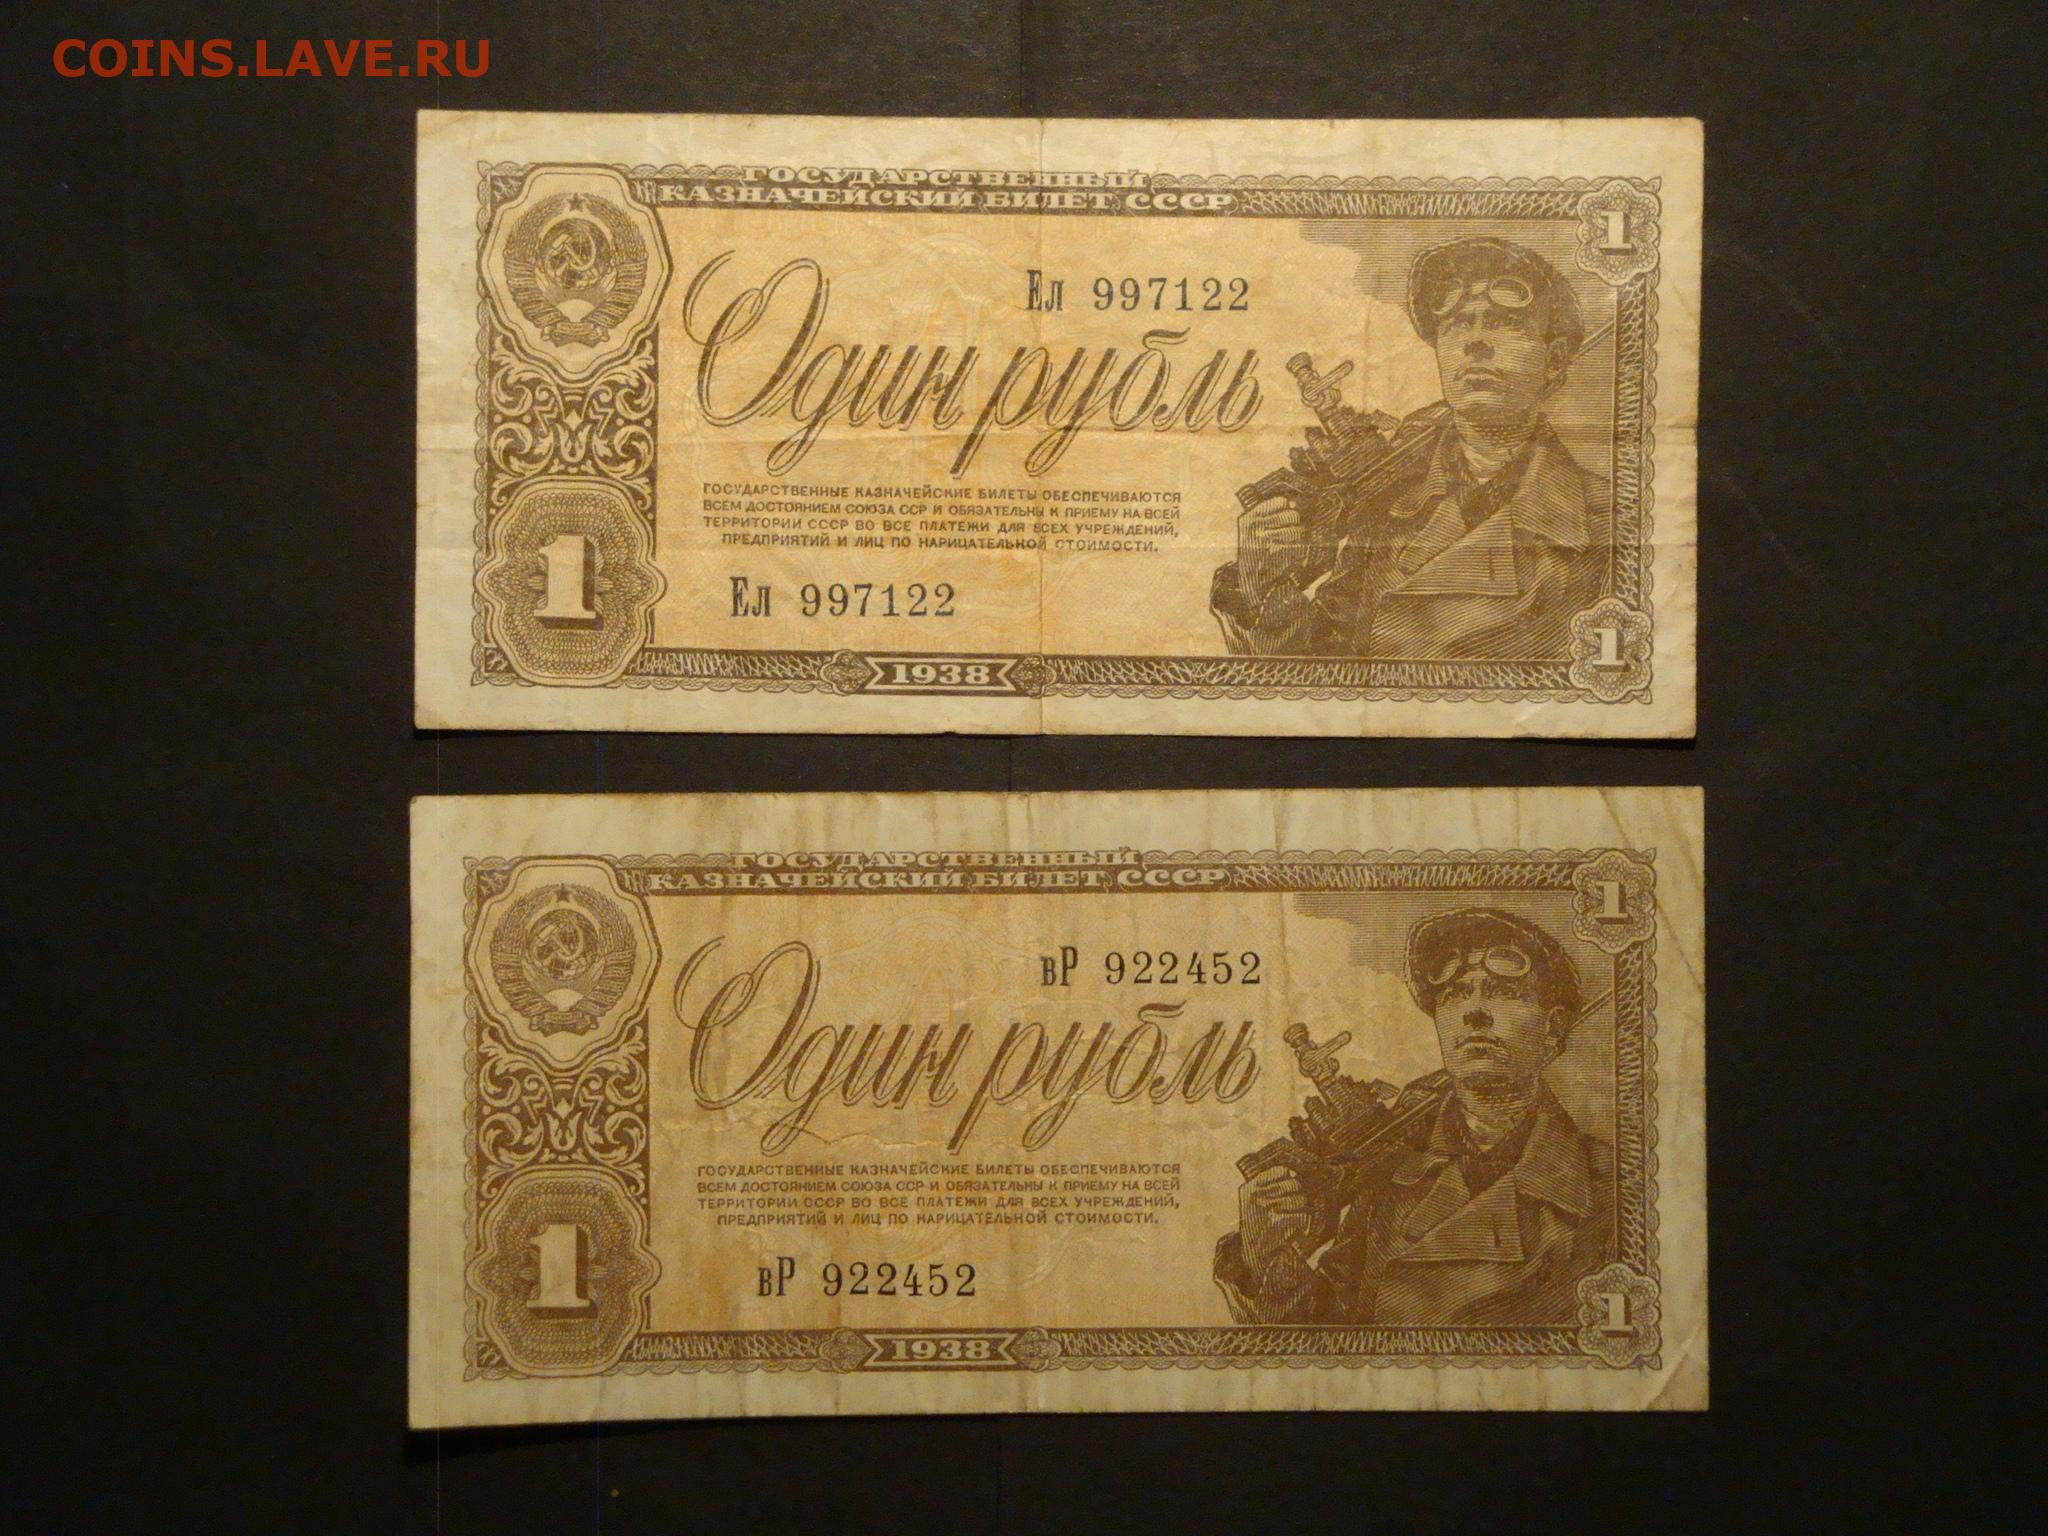 COINS.LAVE.RU
ГОСУДАРСТВЕННЫЙ
КАЗНАЧЕЙСКИЙ БИЛЕТ СССР
1
Ел 997122
Один рубль
ГОСУДАРСТВЕННЫЕ КАЗНАЧЕЙСКИЕ БИЛЕТЫ ОБЕСПЕЧИВАЮТСЯ
ВСЕМ ДОСТОЯНИЕМ СОЮЗА ССР И ОБЯЗАТЕЛЬНЫ К ПРИЕМУ НА ВСЕЙ
ТЕРРИТОРИИ СССР ВО ВСЕ ПЛАТЕЖИ ДЛЯ ВСЕХ УЧРЕЖДЕНИЙ,
ПРЕДПРИЯТИЙ И ЛИЦ ПО НАРИЦАТЕЛЬНОЙ СТОИМОСТИ.
1
Ел 997122
1
1938
ГОСУДАРСТВЕННЫЙ
КАЗНАЧЕЙСКИЙ БИЛЕТ СССР
1
вР 922452
Один рубль
ГОСУДАРСТВЕННЫЕ КАЗНАЧЕЙСКИЕ БИЛЕТЫ ОБЕСПЕЧИВАЮТСЯ
ВСЕМ ДОСТОЯНИЕМ СОЮЗА ССР И ОБЯЗАТЕЛЬНЫ К ПРИЕМУ НА ВСЕЙ
ТЕРРИТОРИИ СССР ВО ВСЕ ПЛАТЕЖИ ДЛЯ ВСЕХ УЧРЕЖДЕНИЙ,
ПРЕДПРИЯТИЙ И ЛИЦ ПО НАРИЦАТЕЛЬНОЙ СТОИМОСТИ.
1
вР 922452
1
1938